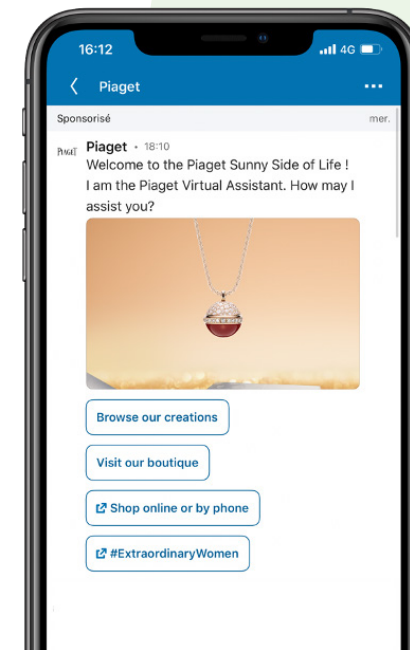 16:12
4G
Piaget
Sponsorisé mer.
PIAGET Piaget • 18:10
Welcome to the Piaget Sunny Side of Life !
I am the Piaget Virtual Assistant. How may I
assist you?
Browse our creations
Visit our boutique
Shop online or by phone
#ExtraordinaryWomen